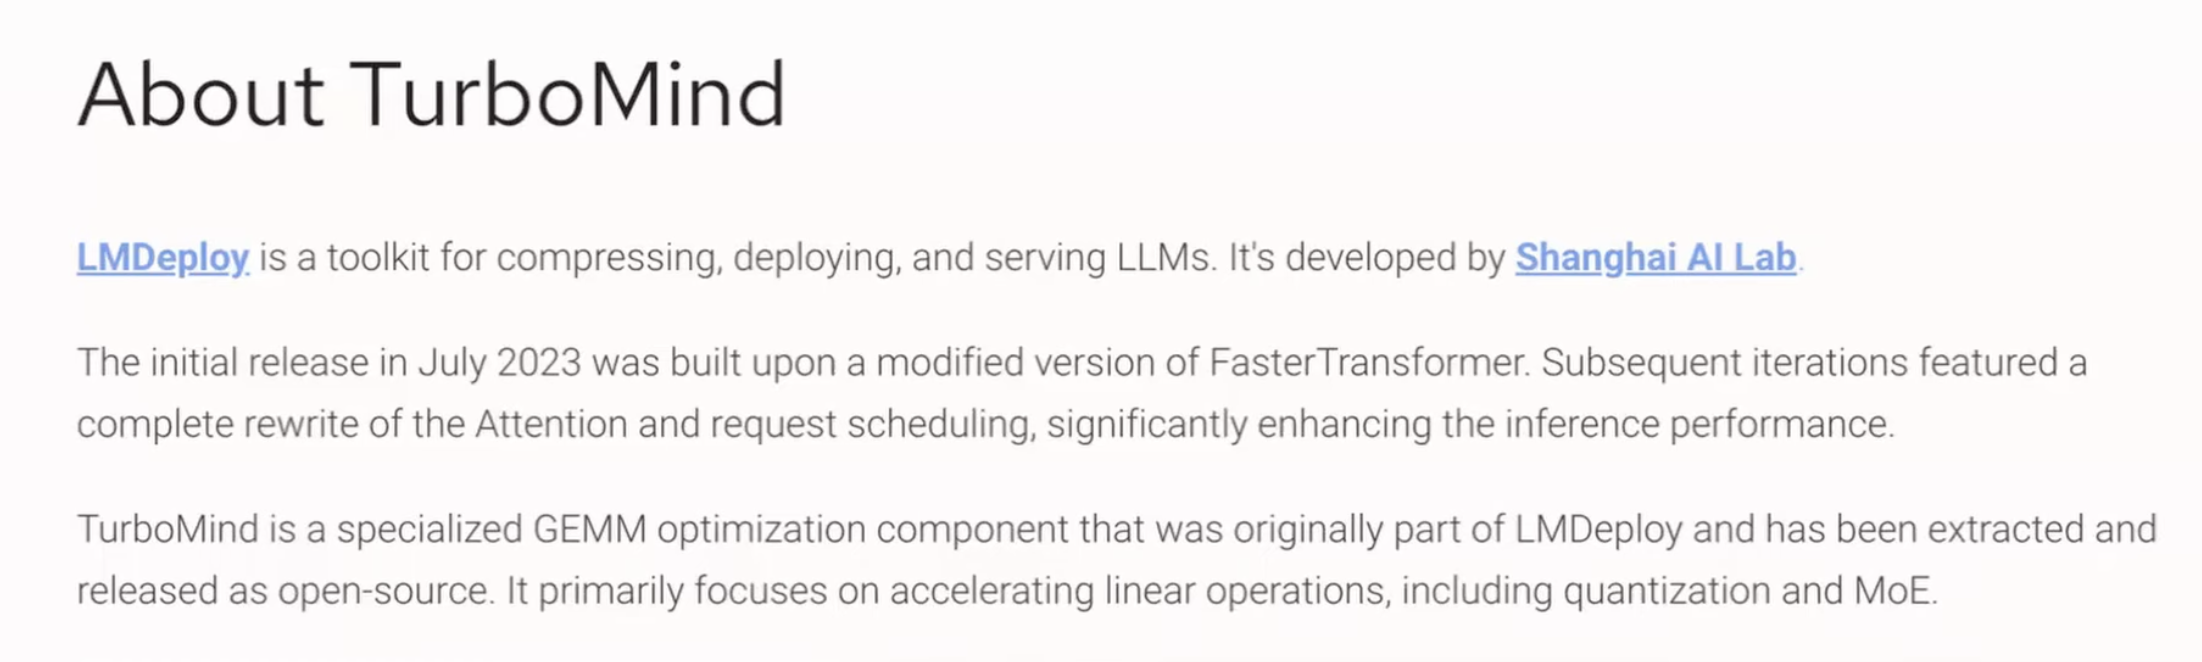 About TurboMind
LMDeploy is a toolkit for compressing, deploying, and serving LLMs. It's developed by Shanghai AI Lab.
The initial release in July 2023 was built upon a modified version of FasterTransformer. Subsequent iterations featured a
complete rewrite of the Attention and request scheduling, significantly enhancing the inference performance.
TurboMind is a specialized GEMM optimization component that was originally part of LMDeploy and has been extracted and
released as open-source. It primarily focuses on accelerating linear operations, including quantization and MoE.